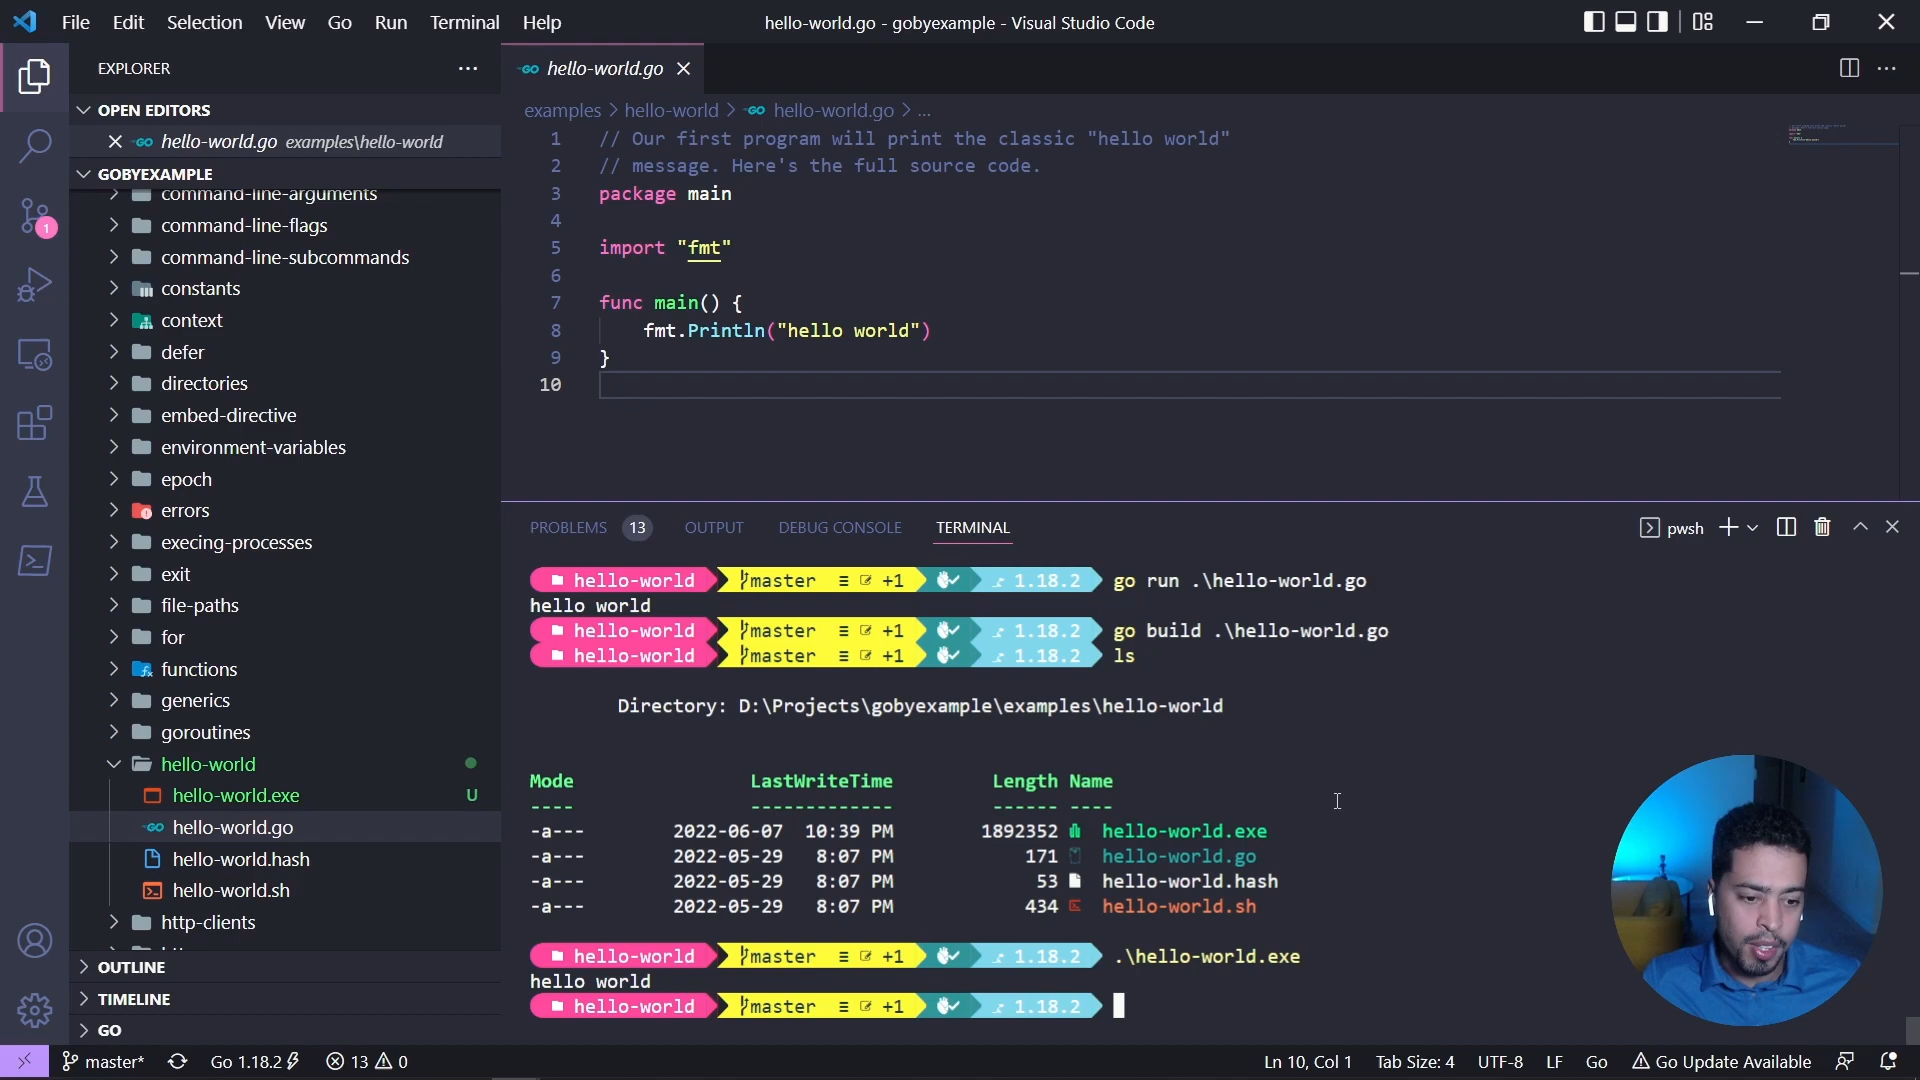 File Edit Selection View Go Run Terminal Help
hello-world.go - gobyexample - Visual Studio Code
EXPLORER
OPEN EDITORS
hello-world.go examples\hello-world
GOBYEXAMPLE
command-line-arguments
command-line-flags
command-line-subcommands
constants
context
defer
directories
embed-directive
environment-variables
epoch
errors
execing-processes
exit
file-paths
for
functions
generics
goroutines
hello-world
hello-world.exe U
hello-world.go
hello-world.hash
hello-world.sh
http-clients
OUTLINE
TIMELINE
GO
1
GO hello-world.go
examples > hello-world > GO hello-world.go > ...
1 // Our first program will print the classic "hello world"
2 // message. Here's the full source code.
3 package main
4
5 import "fmt"
6
7 func main() {
8 fmt.Println("hello world")
9 }
10
PROBLEMS 13 OUTPUT DEBUG CONSOLE TERMINAL
pwsh
hello-world master ≡ +1 1.18.2 go run .\hello-world.go
hello world
hello-world master ≡ +1 1.18.2 go build .\hello-world.go
hello-world master ≡ +1 1.18.2 ls
Directory: D:\Projects\gobyexample\examples\hello-world
Mode LastWriteTime Length Name
---- ------------- ------ ----
-a--- 2022-06-07 10:39 PM 1892352 hello-world.exe
-a--- 2022-05-29 8:07 PM 171 hello-world.go
-a--- 2022-05-29 8:07 PM 53 hello-world.hash
-a--- 2022-05-29 8:07 PM 434 hello-world.sh
hello-world master ≡ +1 1.18.2 .\hello-world.exe
hello world
hello-world master ≡ +1 1.18.2
master* Go 1.18.2 13 0
Ln 10, Col 1 Tab Size: 4 UTF-8 LF Go Go Update Available